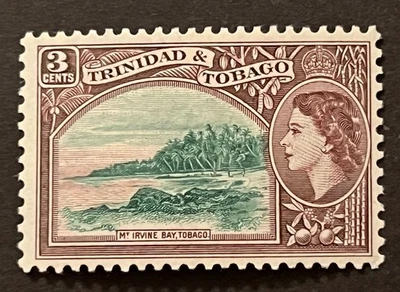 3
CENTS
TRINIDAD &
TOBAGO
MT IRVINE BAY, TOBAGO.